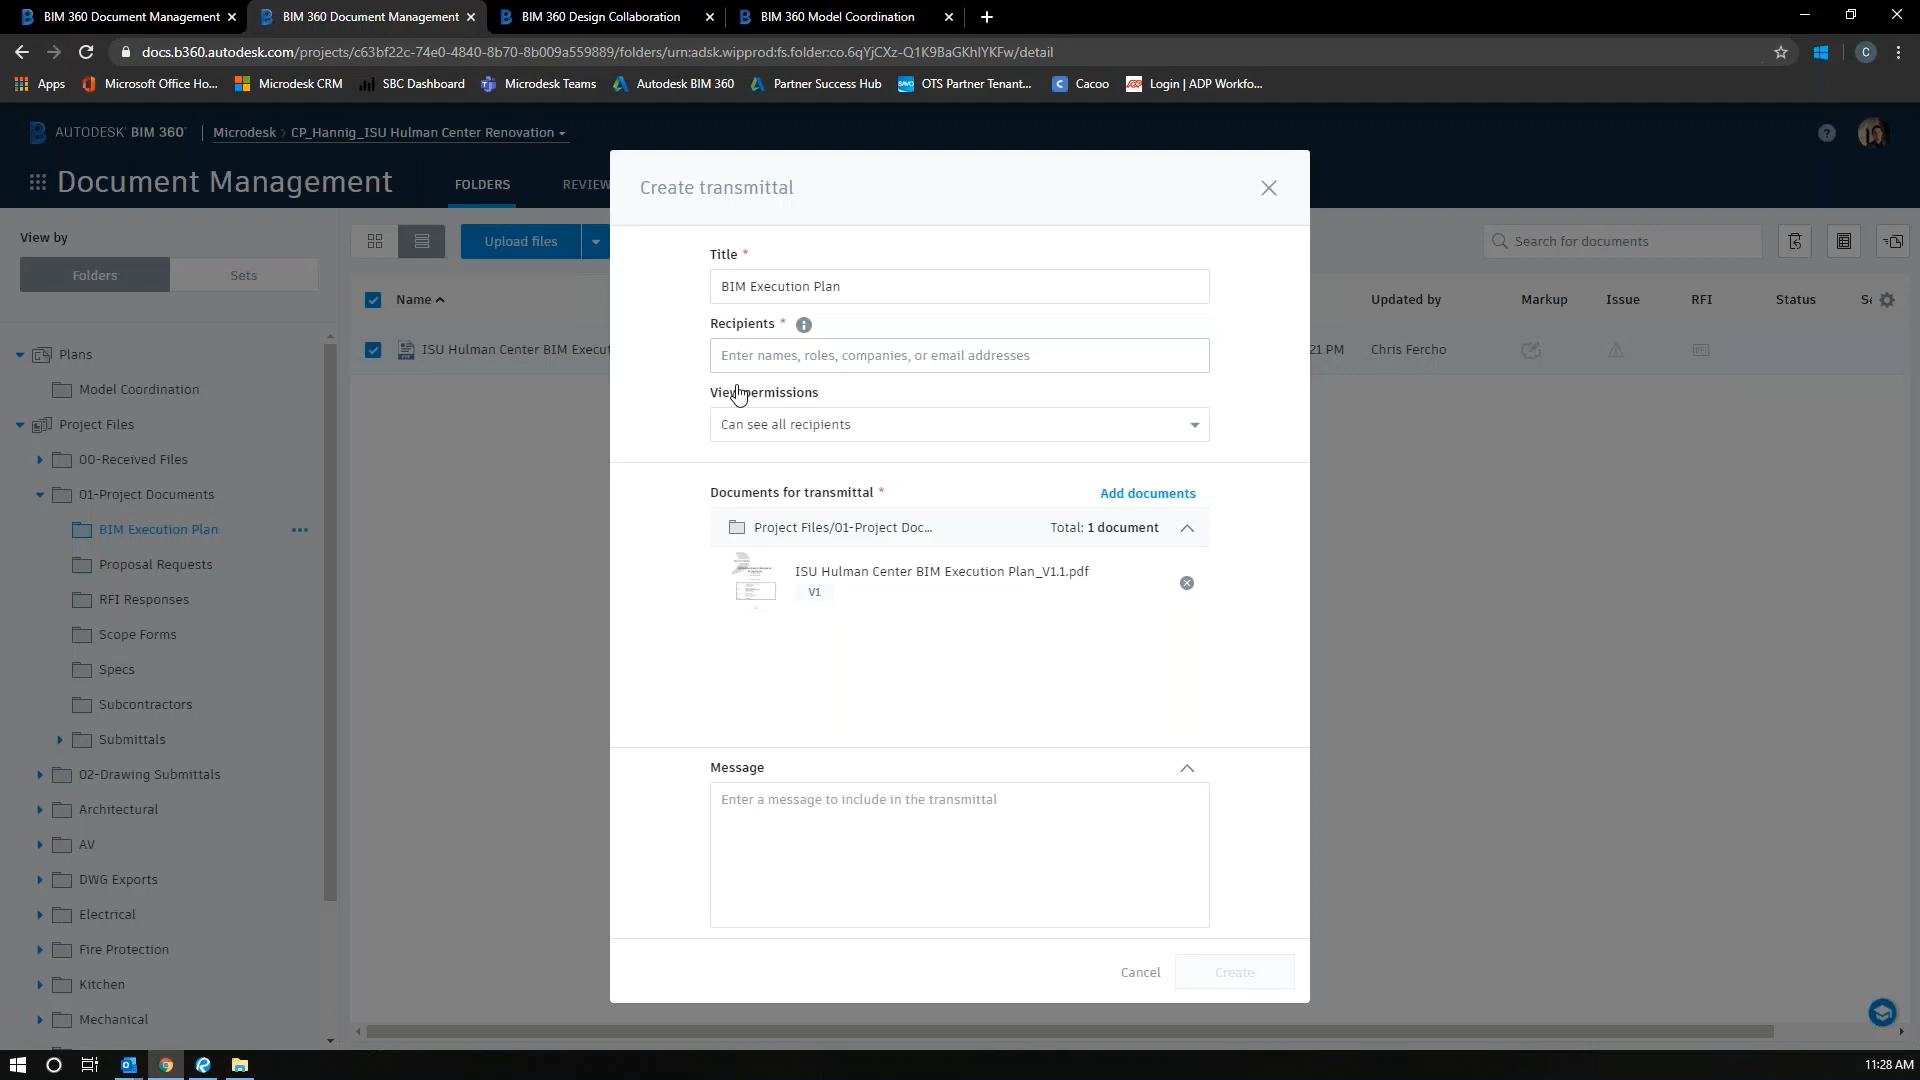 BIM 360 Document Management
BIM 360 Document Management
BIM 360 Design Collaboration
BIM 360 Model Coordination
docs.b360.autodesk.com/projects/c63bf22c-74e0-4840-8b70-8b009a559889/folders/urn:adsk.wipprod:fs.folder:co.6qYjCXz-Q1K9BaGKhlYKFw/detail
C
Apps
Microsoft Office Ho...
Microdesk CRM
SBC Dashboard
Microdesk Teams
Autodesk BIM 360
Partner Success Hub
OTS Partner Tenant...
Cacoo
Login | ADP Workfo...
AUTODESK BIM 360
Microdesk
CP_Hannig_ISU Hulman Center Renovation
Document Management
FOLDERS
REVIEW
View by
Folders
Sets
Upload files
Search for documents
Name
Updated by
Markup
Issue
RFI
Status
Se
ISU Hulman Center BIM Execut
21 PM
Chris Fercho
Plans
Model Coordination
Project Files
00-Received Files
01-Project Documents
BIM Execution Plan
Proposal Requests
RFI Responses
Scope Forms
Specs
Subcontractors
Submittals
02-Drawing Submittals
Architectural
AV
DWG Exports
Electrical
Fire Protection
Kitchen
Mechanical
Create transmittal
Title *
BIM Execution Plan
Recipients *
Enter names, roles, companies, or email addresses
View permissions
Can see all recipients
Documents for transmittal *
Add documents
Project Files/01-Project Doc...
Total: 1 document
ISU Hulman Center BIM Execution Plan_V1.1.pdf
V1
Message
Enter a message to include in the transmittal
Cancel
Create
11:28 AM